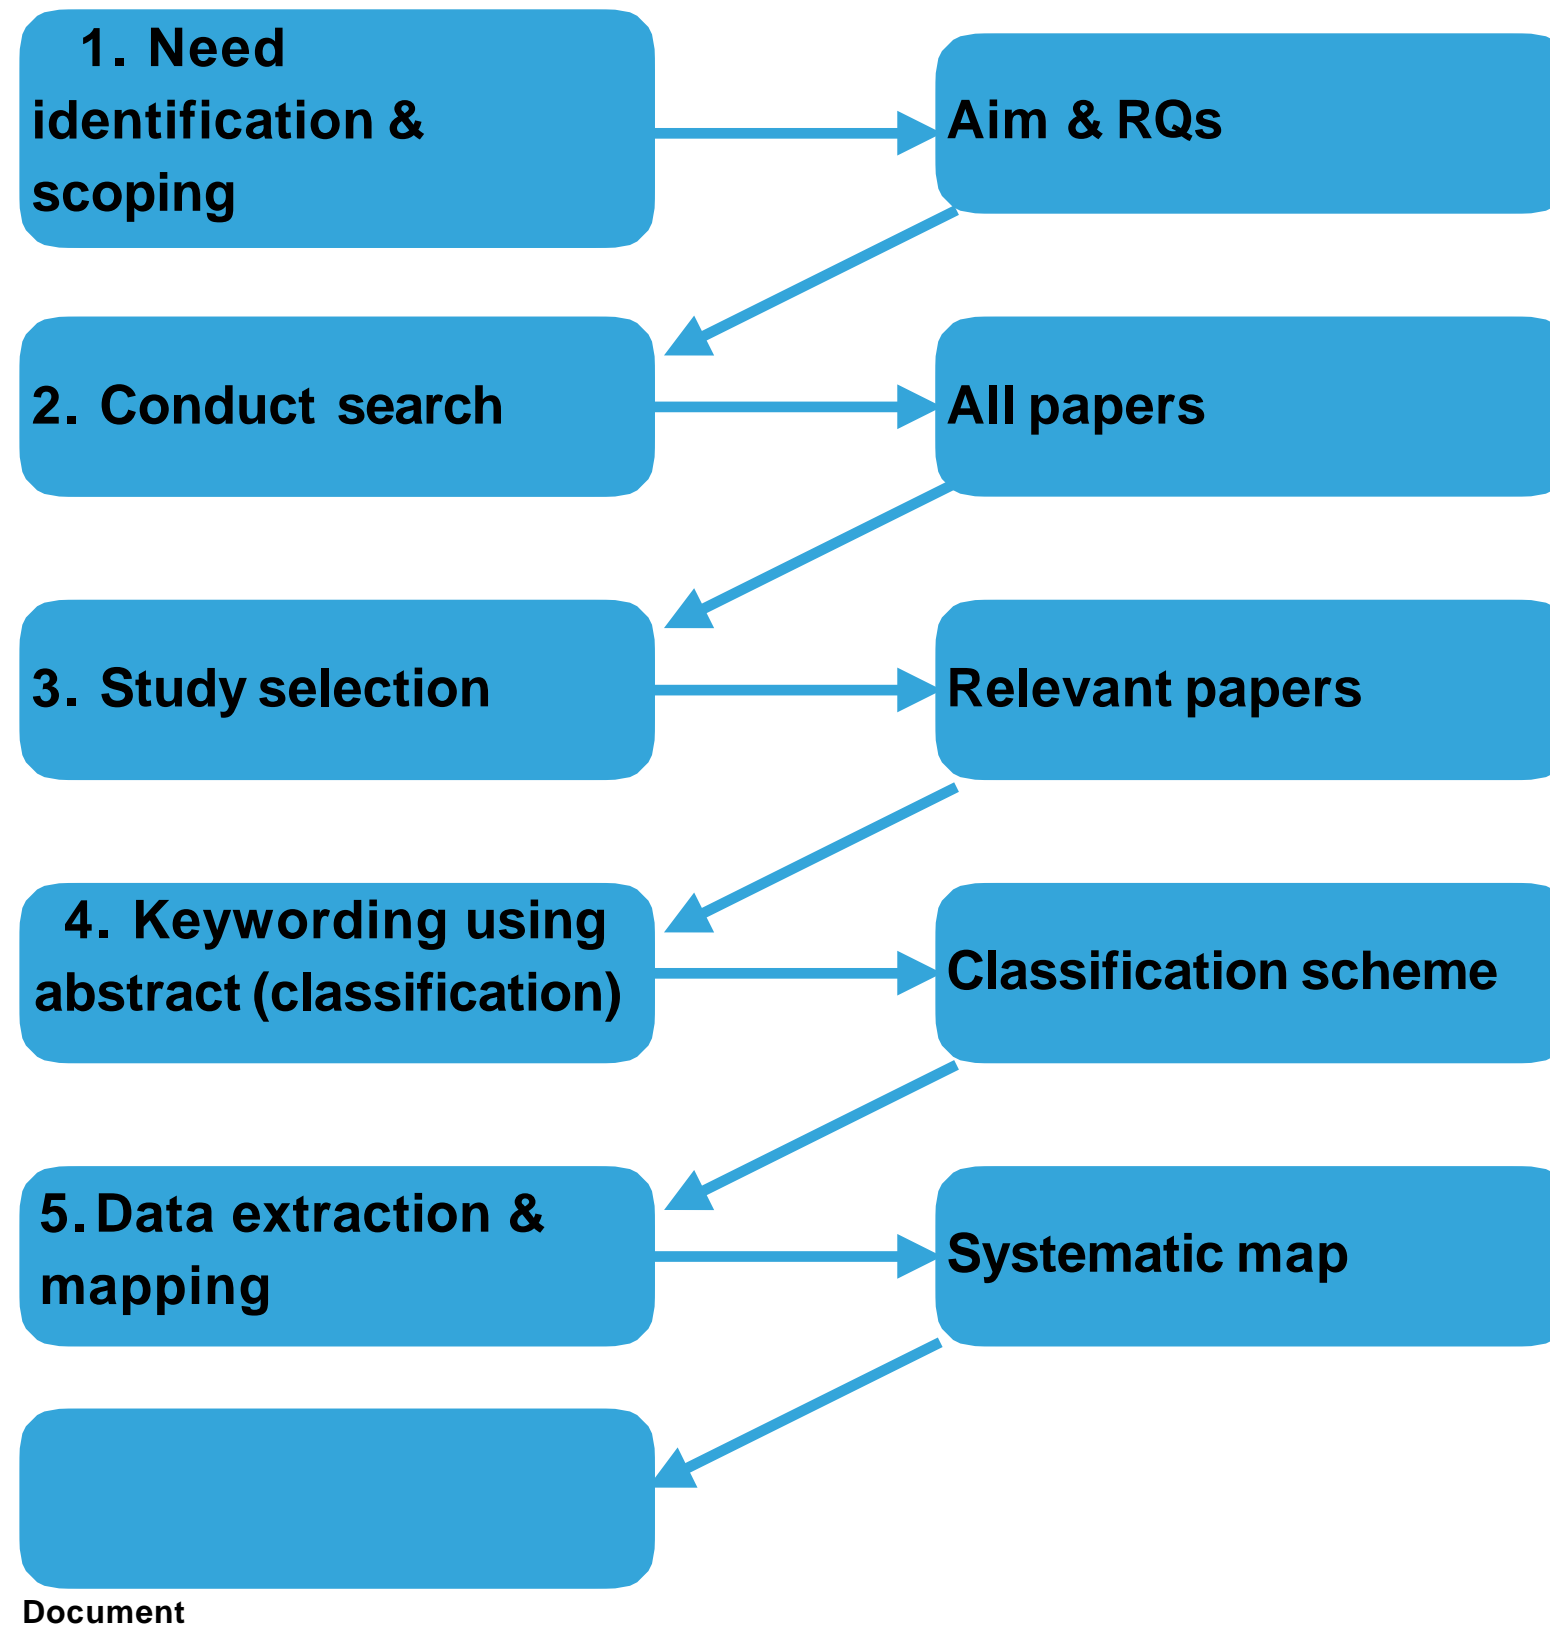 1. Need
identification &
scoping
Aim & RQs
2. Conduct search
All papers
3. Study selection
Relevant papers
4. Keywording using
abstract (classification)
Classification scheme
5. Data extraction &
mapping
Systematic map
Document